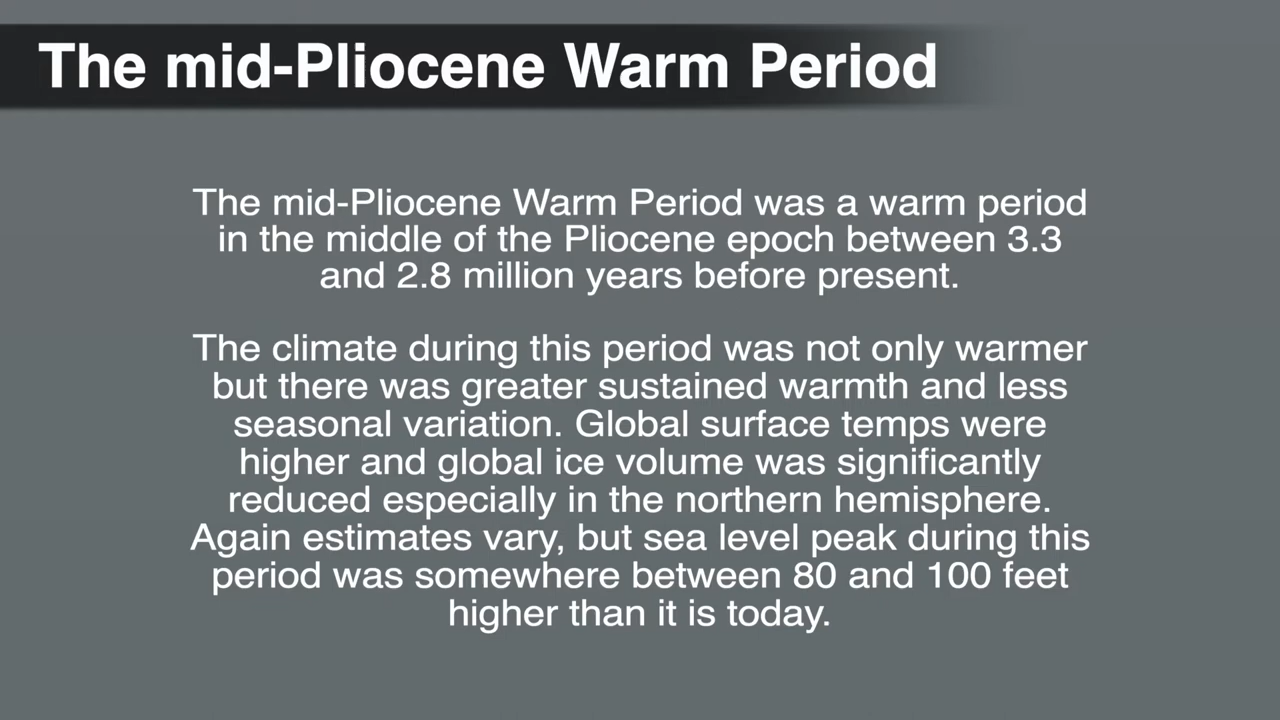 The mid-Pliocene Warm Period
The mid-Pliocene Warm Period was a warm period
in the middle of the Pliocene epoch between 3.3
and 2.8 million years before present.
The climate during this period was not only warmer
but there was greater sustained warmth and less
seasonal variation. Global surface temps were
higher and global ice volume was significantly
reduced especially in the northern hemisphere.
Again estimates vary, but sea level peak during this
period was somewhere between 80 and 100 feet
higher than it is today.